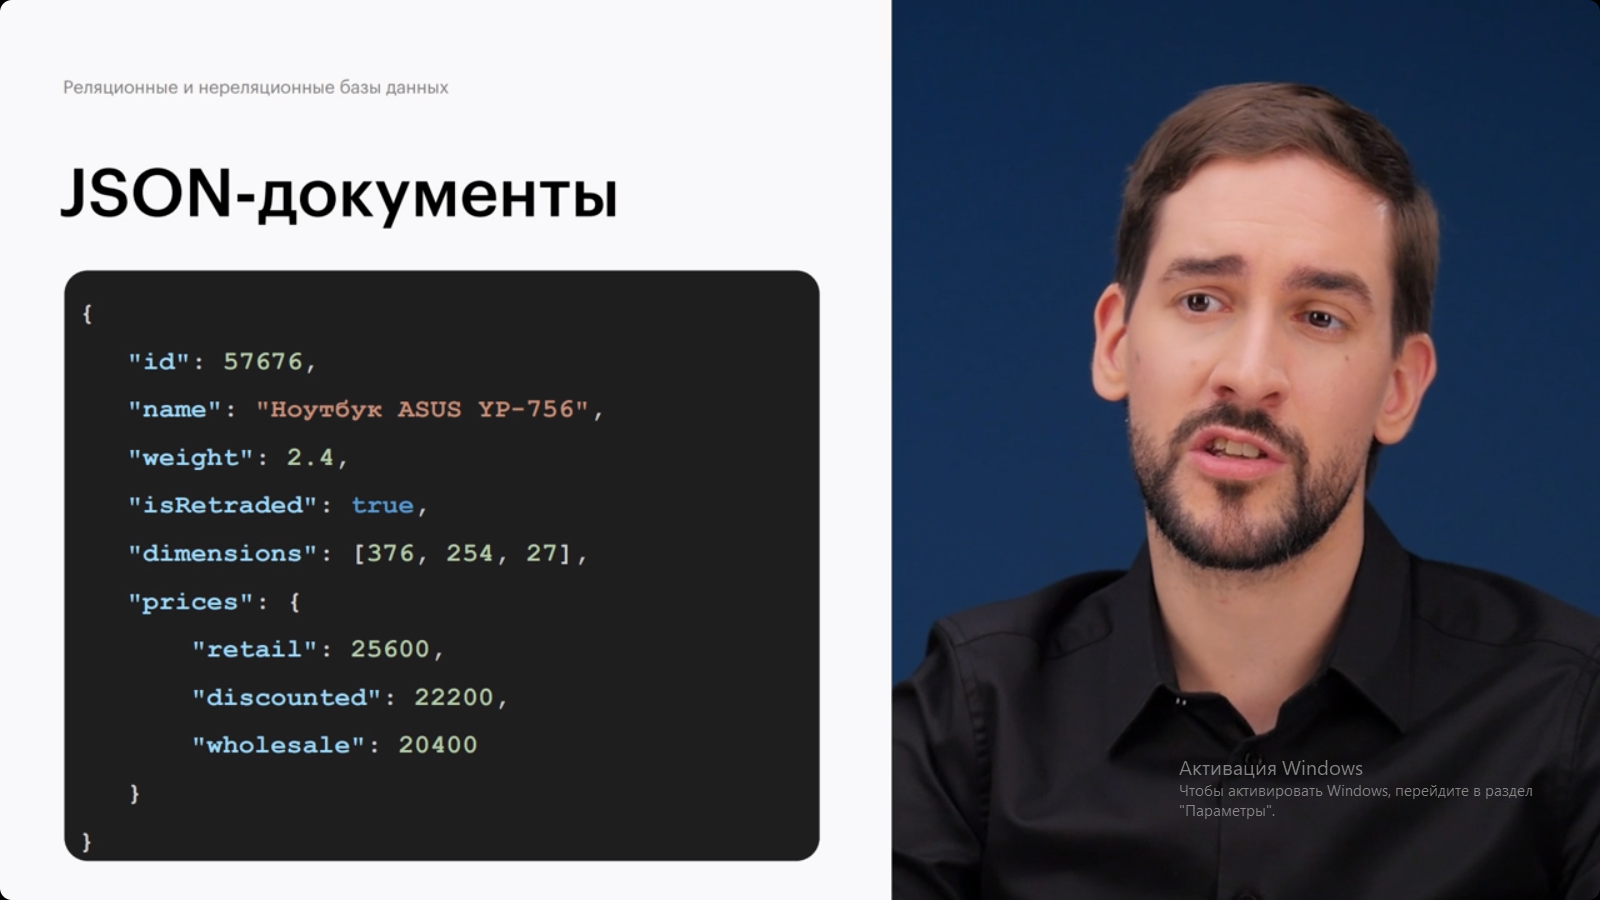 Реляционные и нереляционные базы данных
JSON-документы
{
"id": 57676,
"name": "Ноутбук ASUS YP-756",
"weight": 2.4,
"isRetraded": true,
"dimensions": [376, 254, 27],
"prices": {
"retail": 25600,
"discounted": 22200,
"wholesale": 20400
}
}
Активация Windows
Чтобы активировать Windows, перейдите в раздел
"Параметры".